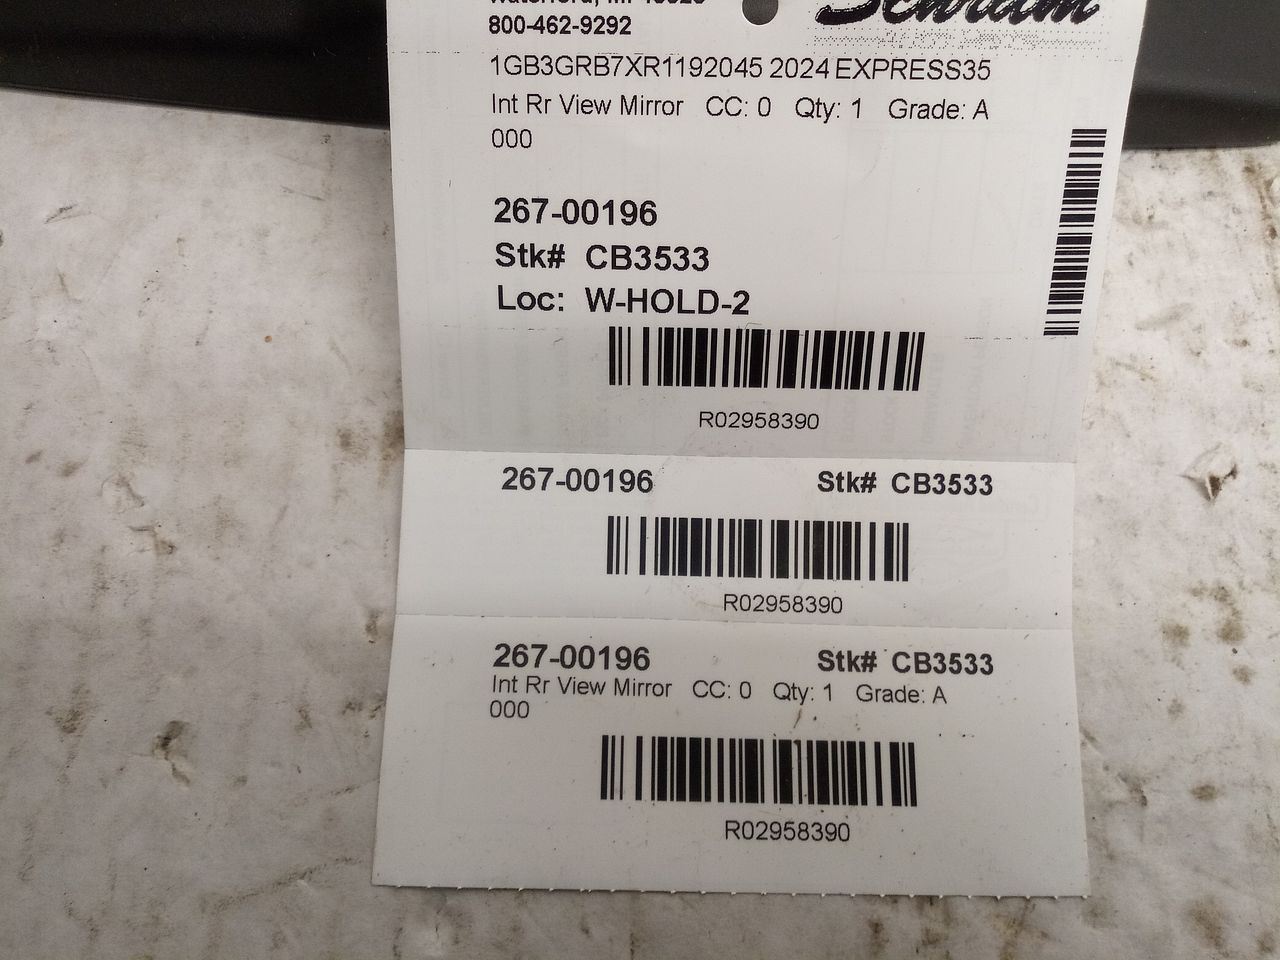 800-462-9292
Schram
1GB3GRB7XR1192045 2024 EXPRESS35
Int Rr View Mirror CC: 0 Qty: 1 Grade: A
000
267-00196
Stk# CB3533
Loc: W-HOLD-2
R02958390
267-00196 Stk# CB3533
R02958390
267-00196 Stk# CB3533
Int Rr View Mirror CC: 0 Qty: 1 Grade: A
000
R02958390